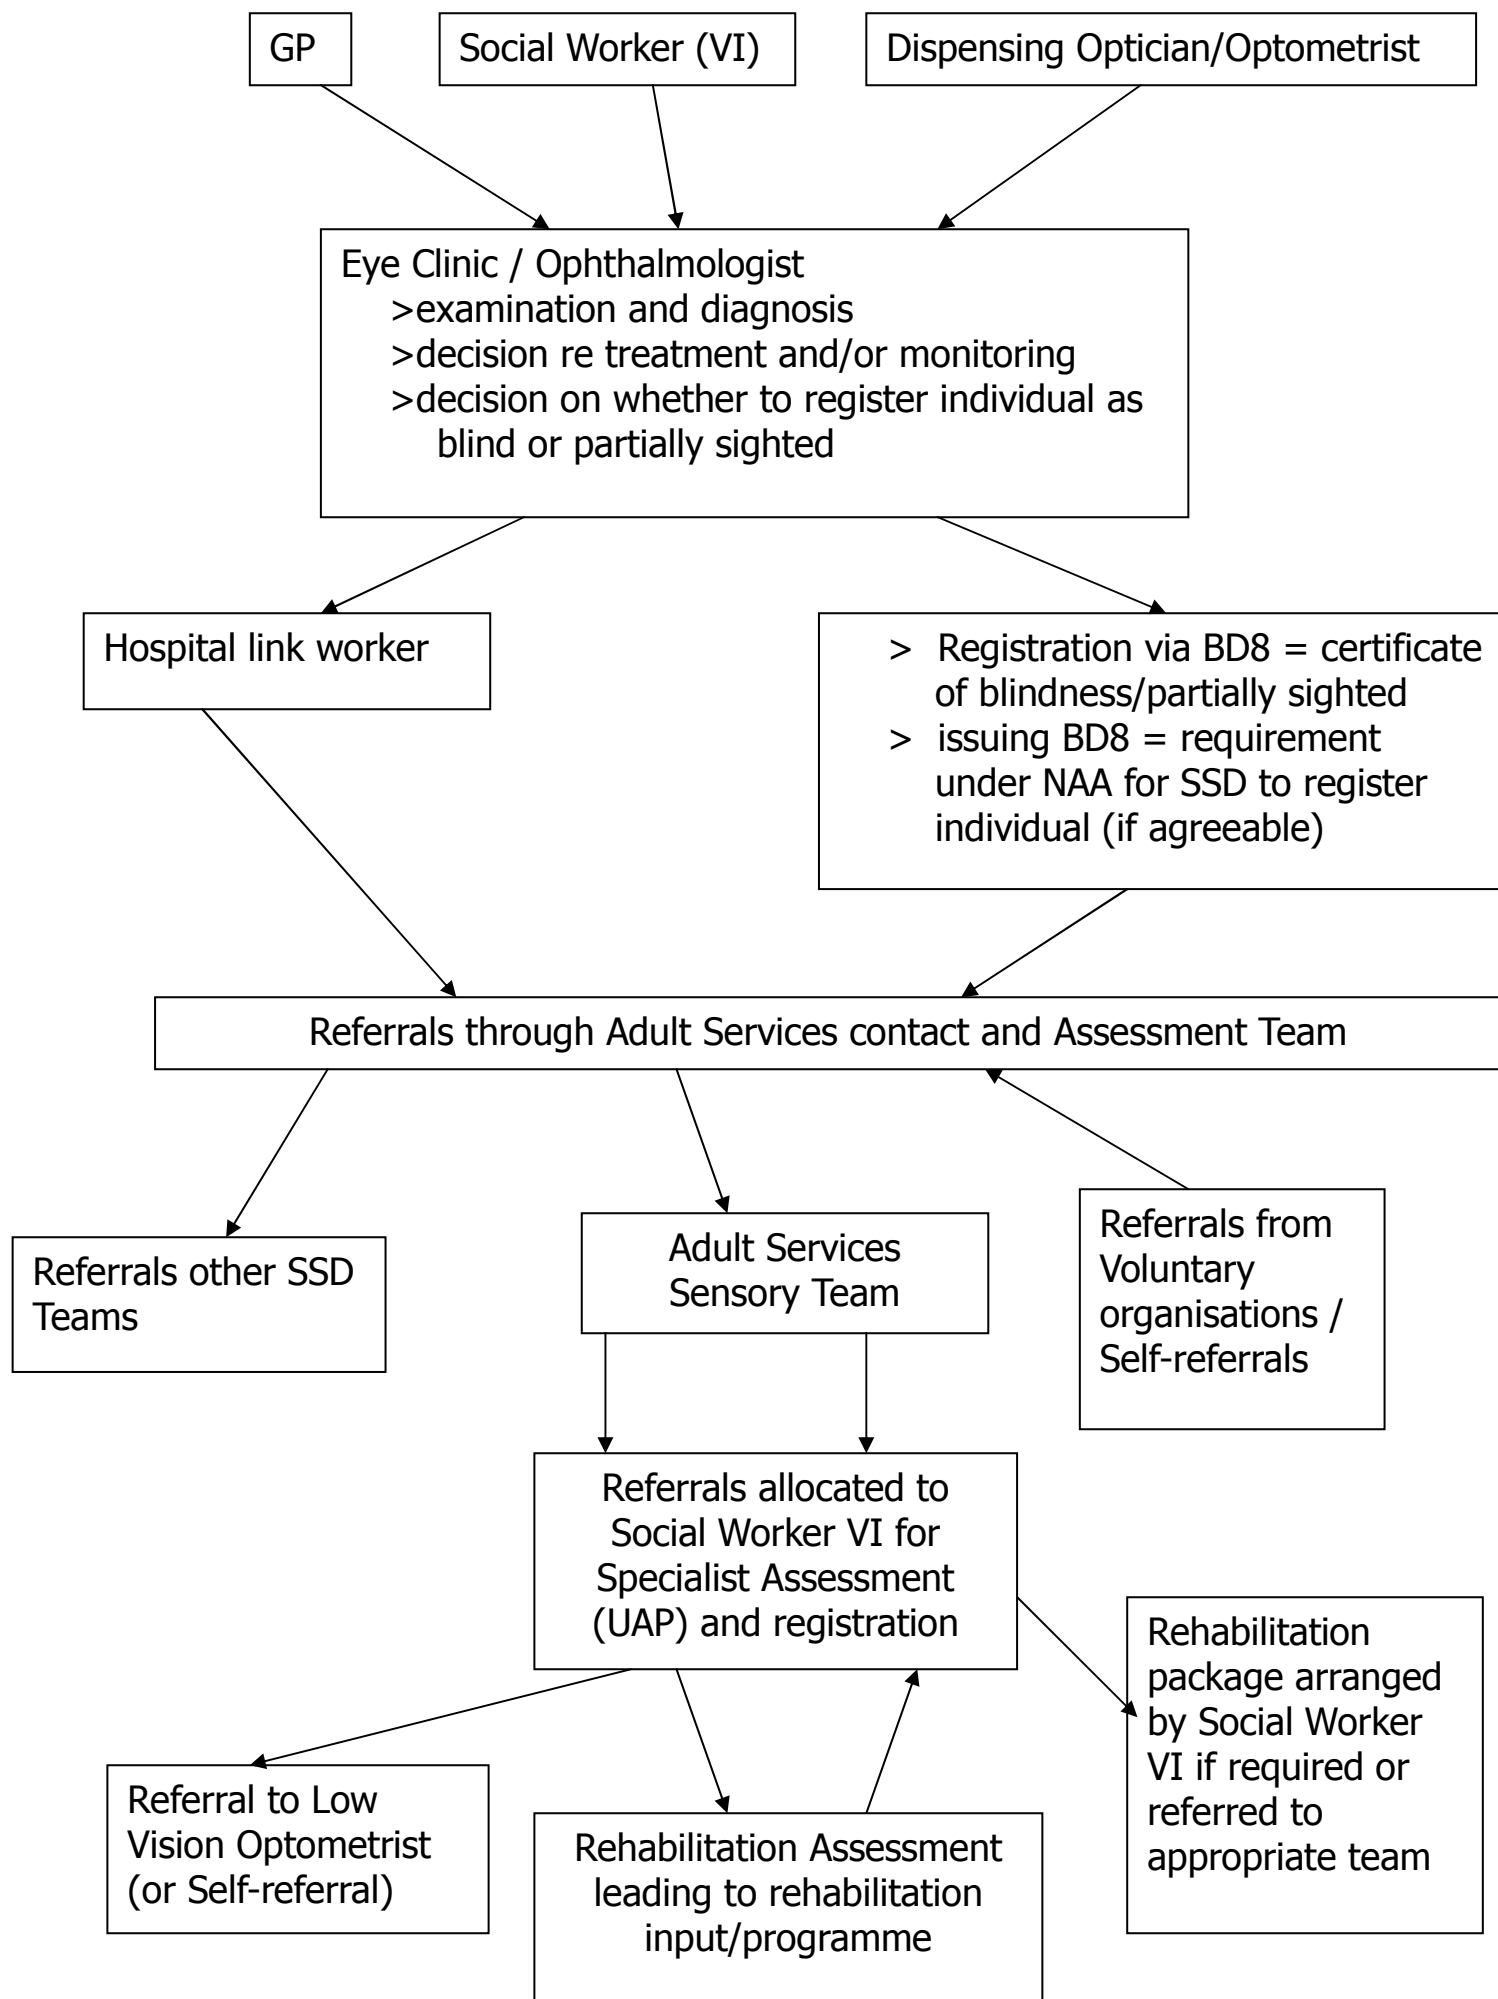 GP
Social Worker (VI)
Dispensing Optician/Optometrist
Eye Clinic / Ophthalmologist
>examination and diagnosis
>decision re treatment and/or monitoring
>decision on whether to register individual as
blind or partially sighted
Hospital link worker
> Registration via BD8 = certificate
of blindness/partially sighted
> issuing BD8 = requirement
under NAA for SSD to register
individual (if agreeable)
Referrals through Adult Services contact and Assessment Team
Referrals other SSD
Teams
Adult Services
Sensory Team
Referrals from
Voluntary
organisations /
Self-referrals
Referrals allocated to
Social Worker VI for
Specialist Assessment
(UAP) and registration
Referral to Low
Vision Optometrist
(or Self-referral)
Rehabilitation Assessment
leading to rehabilitation
input/programme
Rehabilitation
package arranged
by Social Worker
VI if required or
referred to
appropriate team